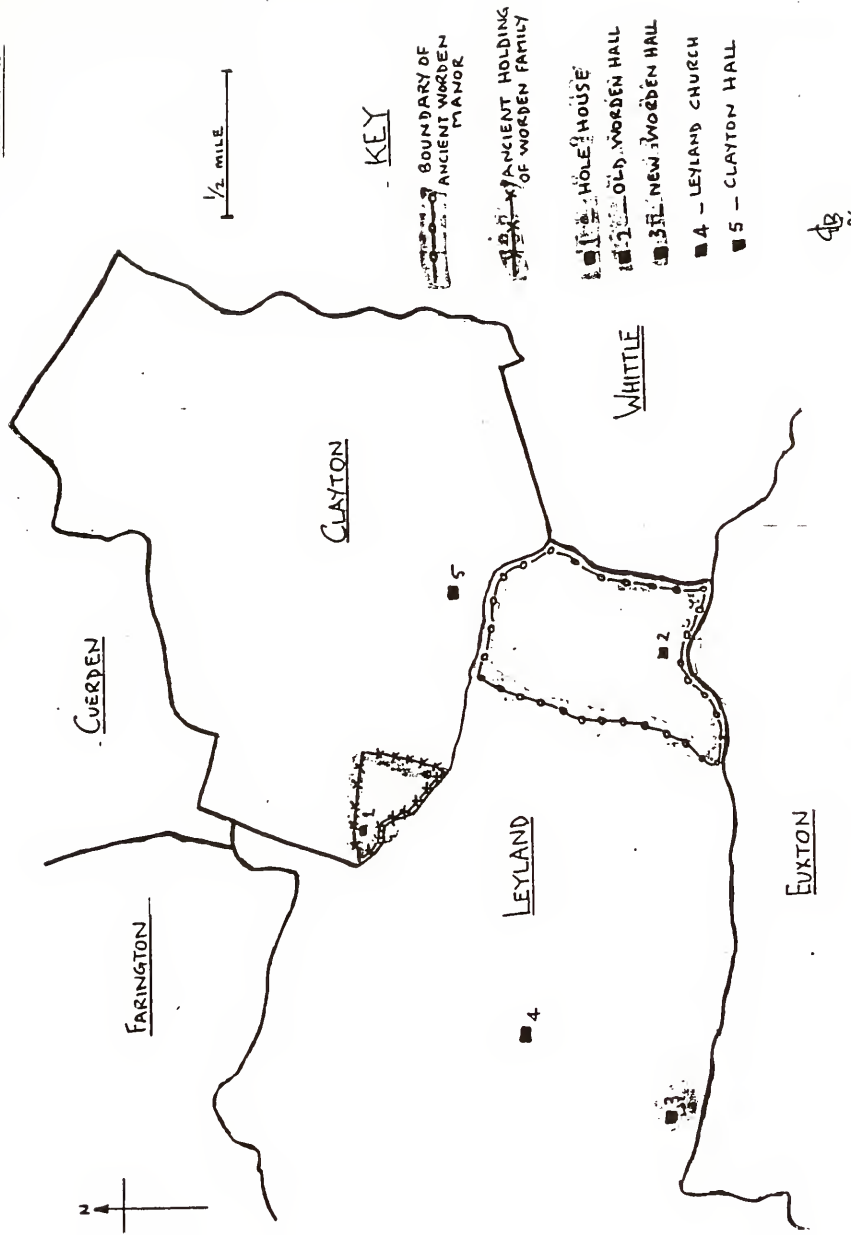 N
FARINGTON
CUERDEN
CLAYTON
LEYLAND
WHITTLE
EUXTON
1
2
3
4
5
1/2 MILE
KEY
BOUNDARY OF
ANCIENT WORDEN
MANOR
ANCIENT HOLDING
OF WORDEN FAMILY
1 HOLE HOUSE
2 OLD WORDEN HALL
3 NEW WORDEN HALL
4 – LEYLAND CHURCH
5 – CLAYTON HALL